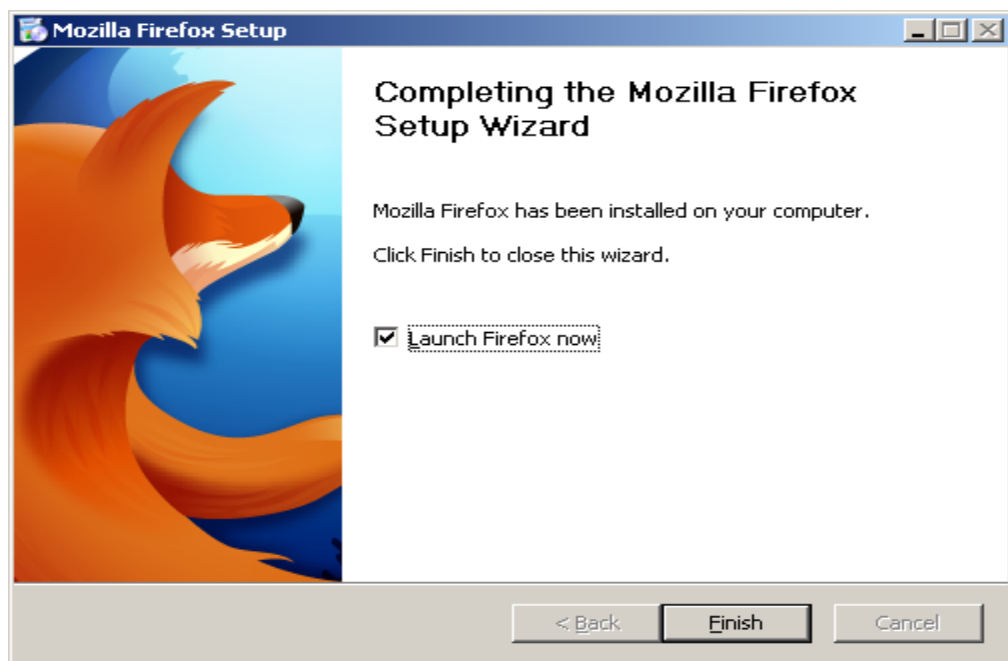 Mozilla Firefox Setup
Completing the Mozilla Firefox
Setup Wizard
Mozilla Firefox has been installed on your computer.
Click Finish to close this wizard.
Launch Firefox now
< Back
Finish
Cancel